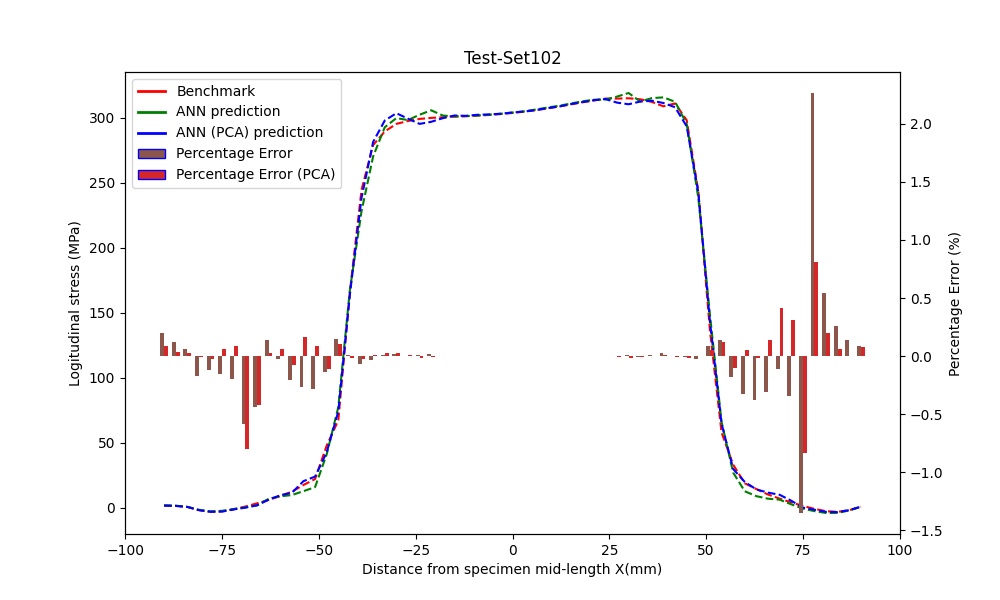 Test-Set102
Benchmark
ANN prediction
ANN (PCA) prediction
Percentage Error
Percentage Error (PCA)
Logitudinal stress (MPa)
300
250
200
150
100
50
0
2.0
1.5
1.0
0.5
0.0
−0.5
−1.0
−1.5
Percentage Error (%)
−100 −75 −50 −25 0 25 50 75 100
Distance from specimen mid-length X(mm)